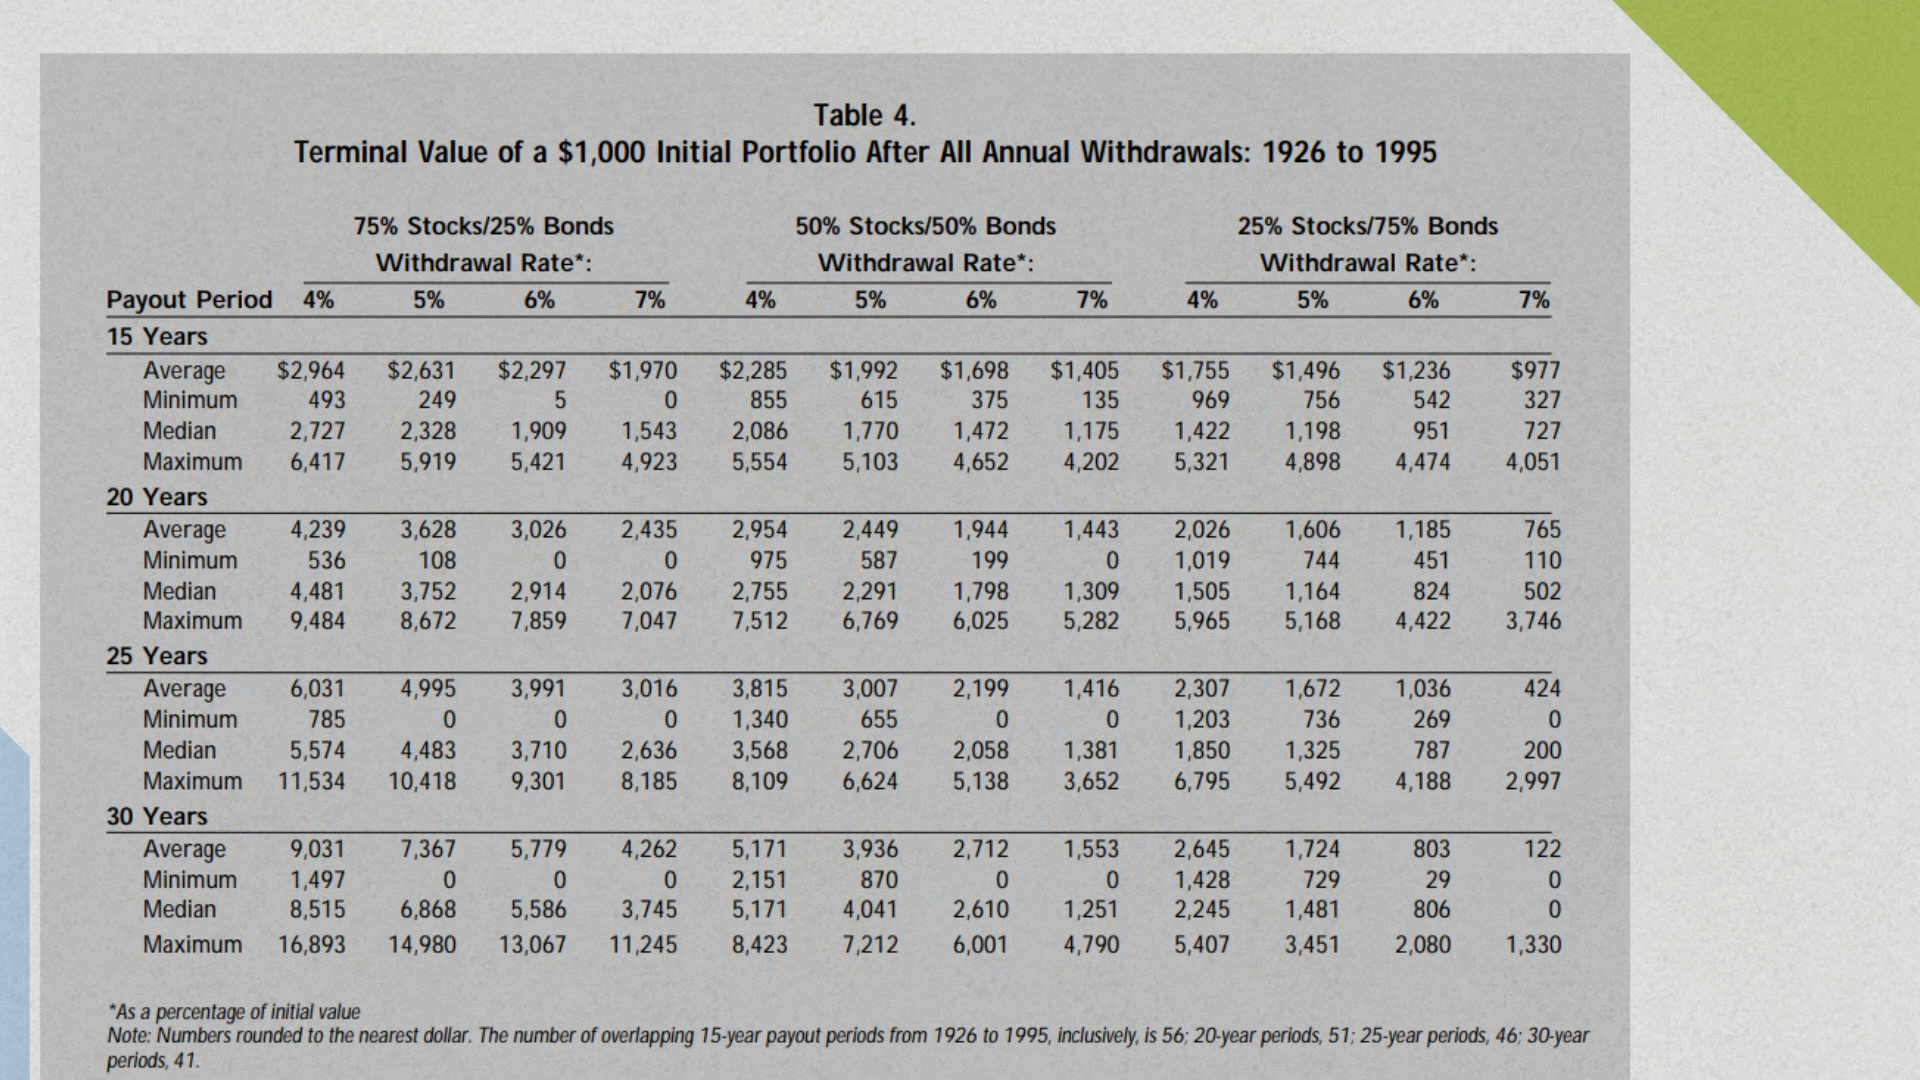 Table 4.
Terminal Value of a $1,000 Initial Portfolio After All Annual Withdrawals: 1926 to 1995
75% Stocks/25% Bonds 50% Stocks/50% Bonds 25% Stocks/75% Bonds
Withdrawal Rate*: Withdrawal Rate*: Withdrawal Rate*:
Payout Period 4% 5% 6% 7% 4% 5% 6% 7% 4% 5% 6% 7%
15 Years
Average $2,964 $2,631 $2,297 $1,970 $2,285 $1,992 $1,698 $1,405 $1,755 $1,496 $1,236 $977
Minimum 493 249 5 0 855 615 375 135 969 756 542 327
Median 2,727 2,328 1,909 1,543 2,086 1,770 1,472 1,175 1,422 1,198 951 727
Maximum 6,417 5,919 5,421 4,923 5,554 5,103 4,652 4,202 5,321 4,898 4,474 4,051
20 Years
Average 4,239 3,628 3,026 2,435 2,954 2,449 1,944 1,443 2,026 1,606 1,185 765
Minimum 536 108 0 0 975 587 199 0 1,019 744 451 110
Median 4,481 3,752 2,914 2,076 2,755 2,291 1,798 1,309 1,505 1,164 824 502
Maximum 9,484 8,672 7,859 7,047 7,512 6,769 6,025 5,282 5,965 5,168 4,422 3,746
25 Years
Average 6,031 4,995 3,991 3,016 3,815 3,007 2,199 1,416 2,307 1,672 1,036 424
Minimum 785 0 0 0 1,340 655 0 0 1,203 736 269 0
Median 5,574 4,483 3,710 2,636 3,568 2,706 2,058 1,381 1,850 1,325 787 200
Maximum 11,534 10,418 9,301 8,185 8,109 6,624 5,138 3,652 6,795 5,492 4,188 2,997
30 Years
Average 9,031 7,367 5,779 4,262 5,171 3,936 2,712 1,553 2,645 1,724 803 122
Minimum 1,497 0 0 0 2,151 870 0 0 1,428 729 29 0
Median 8,515 6,868 5,586 3,745 5,171 4,041 2,610 1,251 2,245 1,481 806 0
Maximum 16,893 14,980 13,067 11,245 8,423 7,212 6,001 4,790 5,407 3,451 2,080 1,330
*As a percentage of initial value
Note: Numbers rounded to the nearest dollar. The number of overlapping 15-year payout periods from 1926 to 1995, inclusively, is 56; 20-year periods, 51; 25-year periods, 46; 30-year
periods, 41.